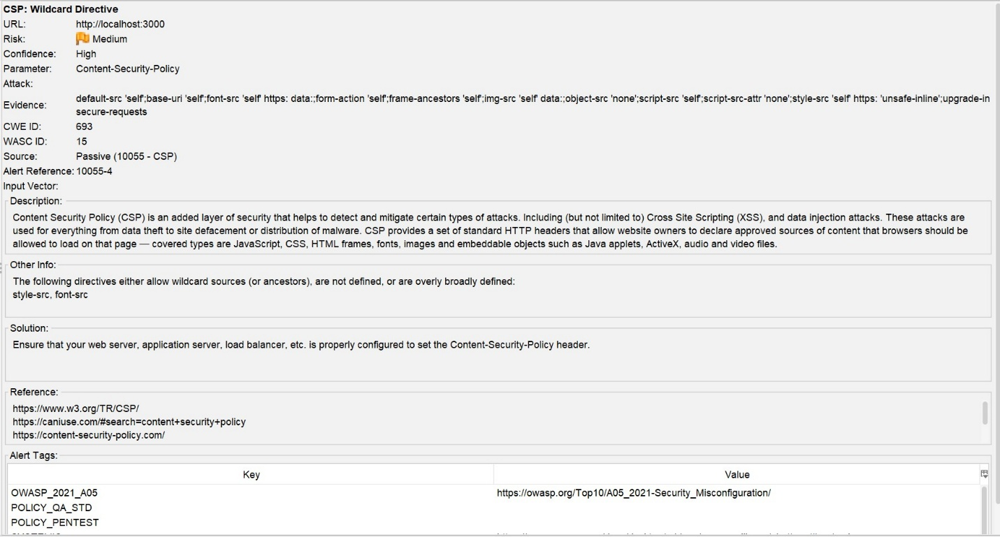 CSP: Wildcard Directive
URL: http://localhost:3000
Risk: Medium
Confidence: High
Parameter: Content-Security-Policy
Attack:
Evidence: default-src 'self';base-uri 'self';font-src 'self' https: data:;form-action 'self';frame-ancestors 'self';img-src 'self' data:;object-src 'none';script-src 'self';script-src-attr 'none';style-src 'self' https: 'unsafe-inline';upgrade-in
secure-requests
CWE ID: 693
WASC ID: 15
Source: Passive (10055 - CSP)
Alert Reference: 10055-4
Input Vector:
Description:
Content Security Policy (CSP) is an added layer of security that helps to detect and mitigate certain types of attacks. Including (but not limited to) Cross Site Scripting (XSS), and data injection attacks. These attacks are
used for everything from data theft to site defacement or distribution of malware. CSP provides a set of standard HTTP headers that allow website owners to declare approved sources of content that browsers should be
allowed to load on that page — covered types are JavaScript, CSS, HTML frames, fonts, images and embeddable objects such as Java applets, ActiveX, audio and video files.
Other Info:
The following directives either allow wildcard sources (or ancestors), are not defined, or are overly broadly defined:
style-src, font-src
Solution:
Ensure that your web server, application server, load balancer, etc. is properly configured to set the Content-Security-Policy header.
Reference:
https://www.w3.org/TR/CSP/
https://caniuse.com/#search=content+security+policy
https://content-security-policy.com/
Alert Tags:
Key Value
OWASP_2021_A05 https://owasp.org/Top10/A05_2021-Security_Misconfiguration/
POLICY_QA_STD
POLICY_PENTEST